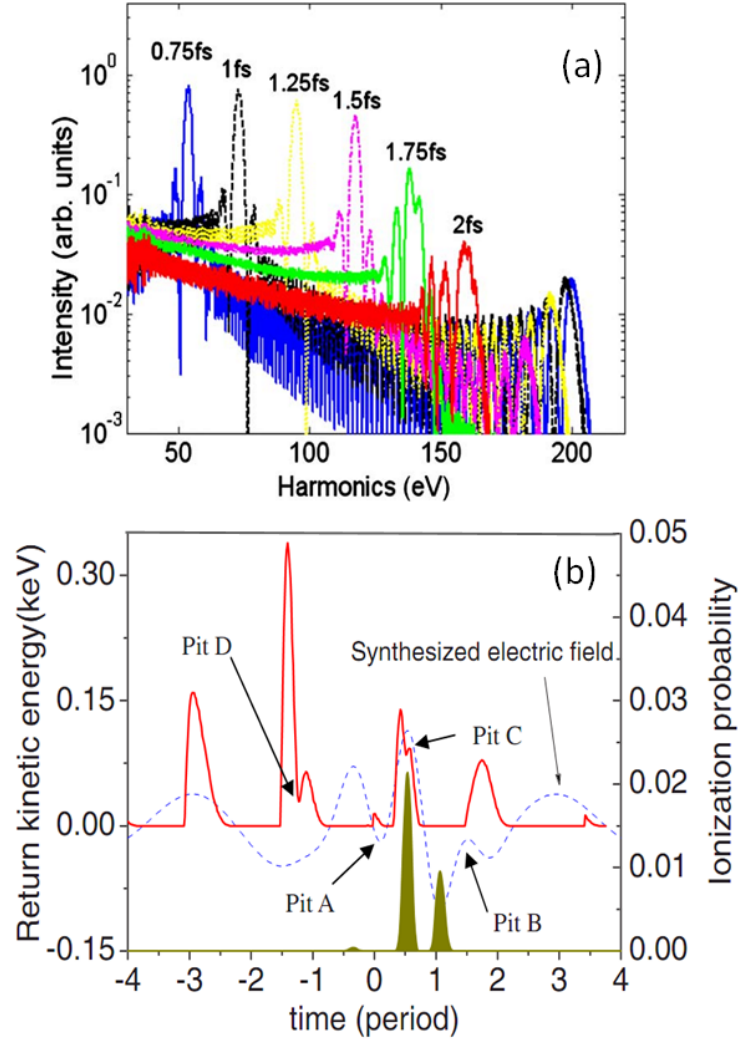 (a)
0.75fs
1fs
1.25fs
1.5fs
1.75fs
2fs
Intensity (arb. units)
10^0
10^-1
10^-2
10^-3
50 100 150 200
Harmonics (eV)
(b)
Return kinetic energy(keV)
0.30
0.15
0.00
-0.15
Pit D
Synthesized electric field
Pit C
Pit A
Pit B
0.05
0.04
0.03
0.02
0.01
0.00
Ionization probability
-4 -3 -2 -1 0 1 2 3 4
time (period)